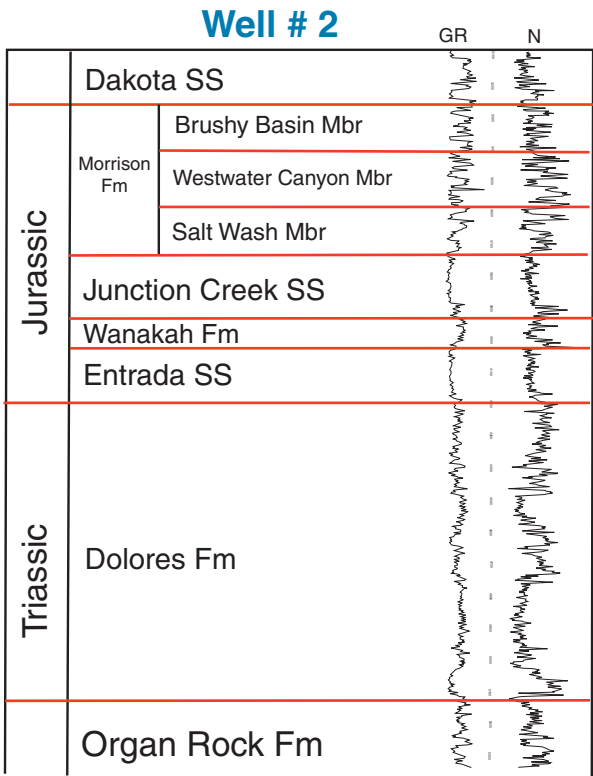 Well # 2
GR N
Dakota SS
Jurassic
Morrison
Fm
Brushy Basin Mbr
Westwater Canyon Mbr
Salt Wash Mbr
Junction Creek SS
Wanakah Fm
Entrada SS
Triassic
Dolores Fm
Organ Rock Fm